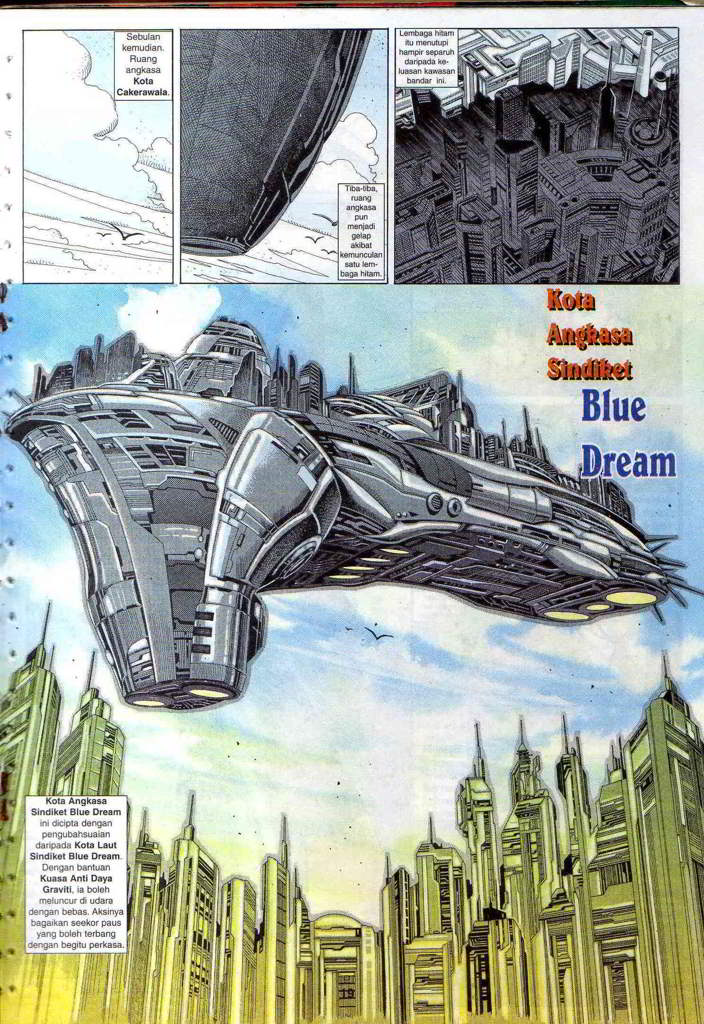 Sebulan
kemudian.
Ruang
angkasa
Kota
Cakerawala.
Tiba-tiba,
ruang
angkasa
pun
menjadi
gelap
akibat
kemunculan
satu lem-
baga hitam.
Lembaga hitam
itu menutupi
hampir separuh
daripada ke-
luasan kawasan
bandar ini.
Kota
Angkasa
Sindiket
Blue
Dream
Kota Angkasa
Sindiket Blue Dream
ini dicipta dengan
pengubahsuaian
daripada Kota Laut
Sindiket Blue Dream.
Dengan bantuan
Kuasa Anti Daya
Graviti, ia boleh
meluncur di udara
dengan bebas. Aksinya
bagaikan seekor paus
yang boleh terbang
dengan begitu perkasa.